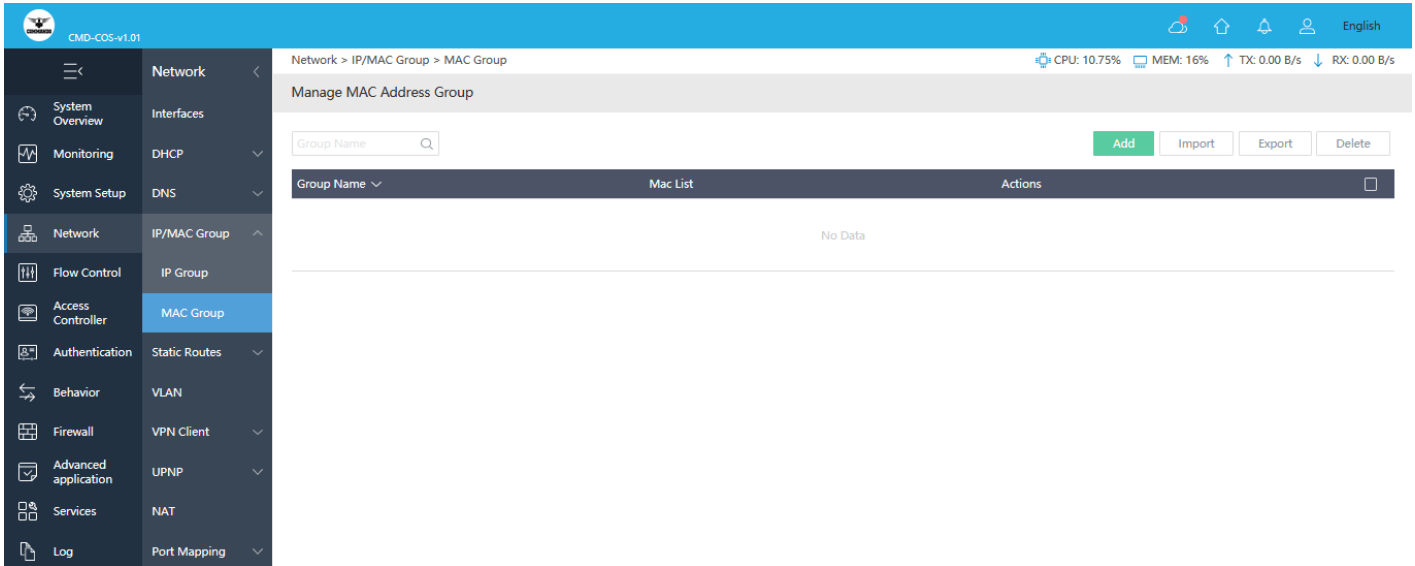 COMMANDO
CMD-COS-v1.01
English
System
Overview
Monitoring
System Setup
Network
Flow Control
Access
Controller
Authentication
Behavior
Firewall
Advanced
application
Services
Log
Network
Interfaces
DHCP
DNS
IP/MAC Group
IP Group
MAC Group
Static Routes
VLAN
VPN Client
UPNP
NAT
Port Mapping
Network > IP/MAC Group > MAC Group
CPU: 10.75% MEM: 16% TX: 0.00 B/s RX: 0.00 B/s
Manage MAC Address Group
Group Name Add Import Export Delete
Group Name Mac List Actions
No Data